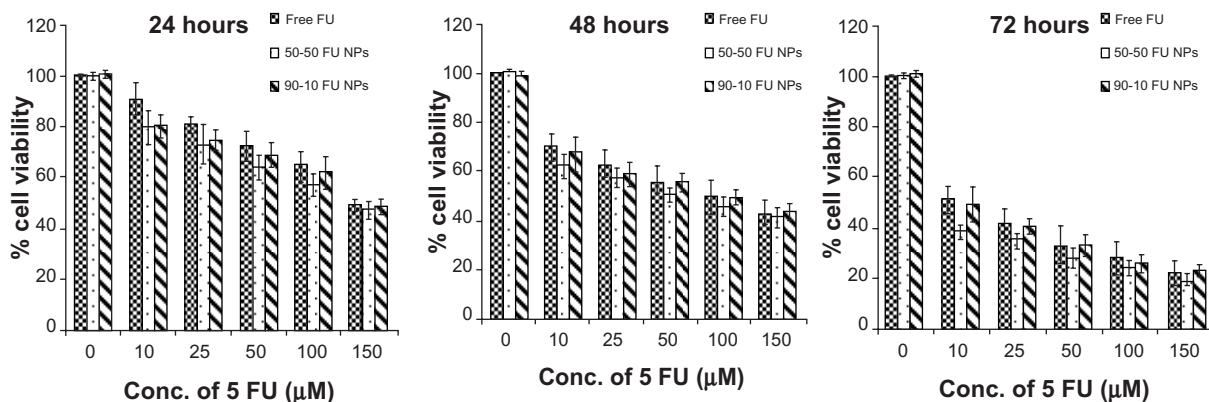 24 hours
Free FU
50-50 FU NPs
90-10 FU NPs
% cell viability
120
100
80
60
40
20
0
0 10 25 50 100 150
Conc. of 5 FU (μM)
48 hours
Free FU
50-50 FU NPs
90-10 FU NPs
% cell viability
120
100
80
60
40
20
0
0 10 25 50 100 150
Conc. of 5 FU (μM)
72 hours
Free FU
50-50 FU NPs
90-10 FU NPs
% cell viability
120
100
80
60
40
20
0
0 10 25 50 100 150
Conc. of 5 FU (μM)